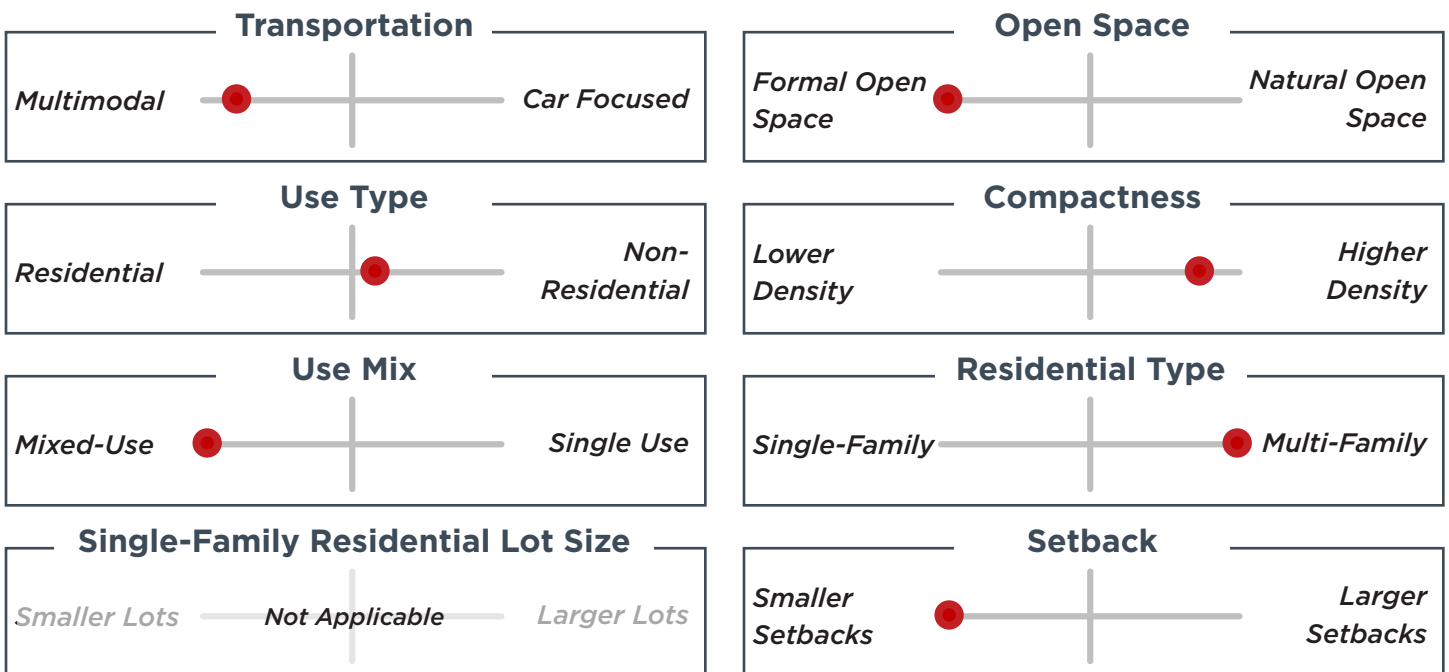 Transportation
Multimodal
Car Focused
Open Space
Formal Open
Space
Natural Open
Space
Use Type
Residential
Non-
Residential
Compactness
Lower
Density
Higher
Density
Use Mix
Mixed-Use
Single Use
Residential Type
Single-Family
Multi-Family
Single-Family Residential Lot Size
Smaller Lots
Not Applicable
Larger Lots
Setback
Smaller
Setbacks
Larger
Setbacks